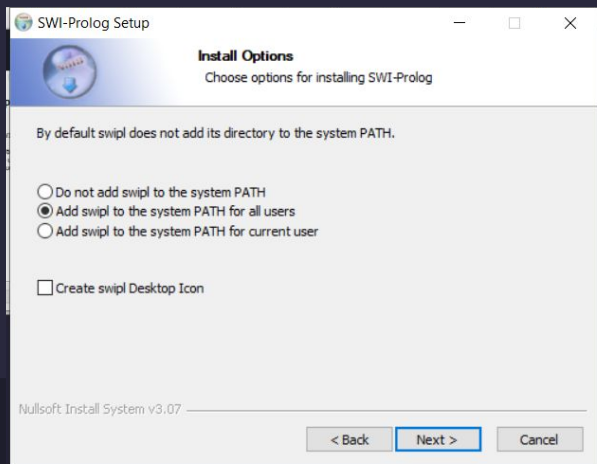 SWI-Prolog Setup
Install Options
Choose options for installing SWI-Prolog
By default swipl does not add its directory to the system PATH.
Do not add swipl to the system PATH
Add swipl to the system PATH for all users
Add swipl to the system PATH for current user
Create swipl Desktop Icon
Nullsoft Install System v3.07
< Back Next > Cancel